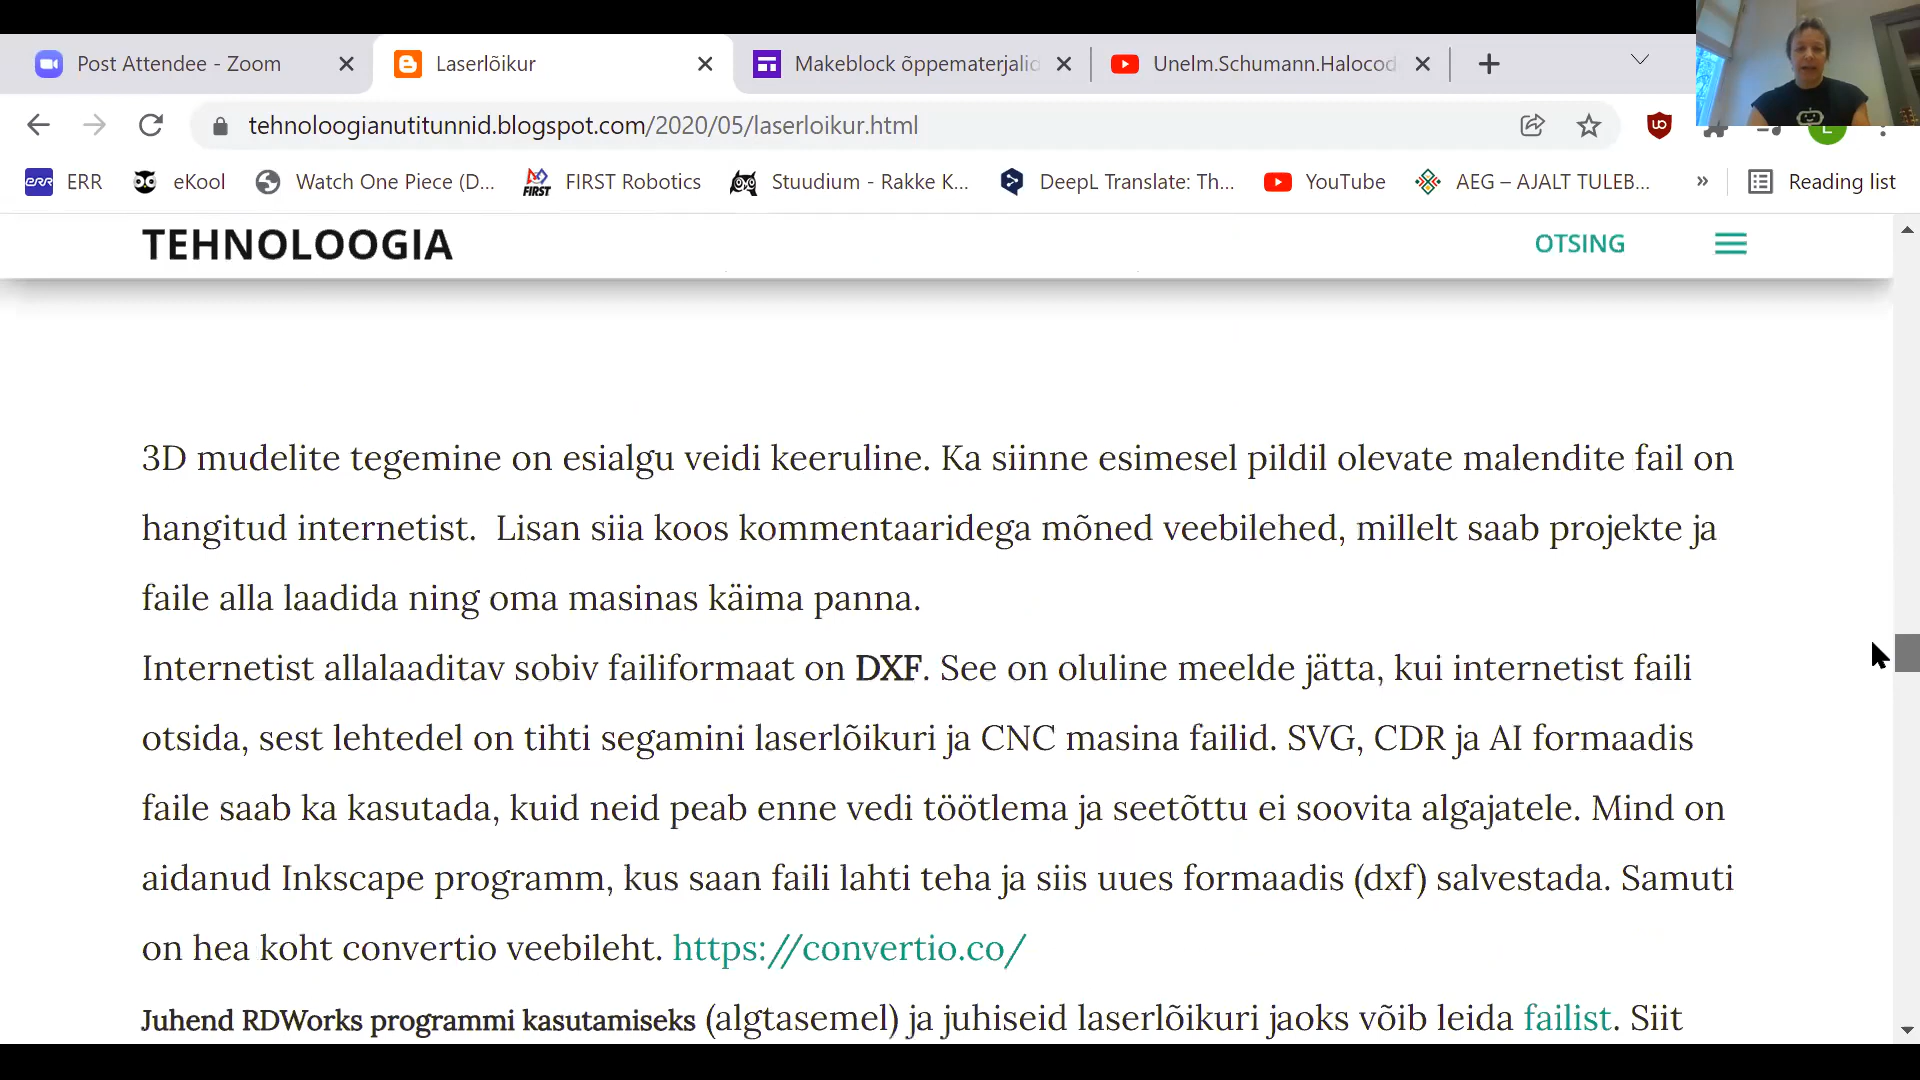 Post Attendee - Zoom
Laserlõikur
Makeblock õppematerjalid
Unelm.Schumann.Halocod
tehnoloogianutitunnid.blogspot.com/2020/05/laserloikur.html
ERR
eKool
Watch One Piece (D...
FIRST Robotics
Stuudium - Rakke K...
DeepL Translate: Th...
YouTube
AEG – AJALT TULEB...
»
Reading list
TEHNOLOOGIA
OTSING
3D mudelite tegemine on esialgu veidi keeruline. Ka siinne esimesel pildil olevate malendite fail on
hangitud internetist. Lisan siia koos kommentaaridega mõned veebilehed, millelt saab projekte ja
faile alla laadida ning oma masinas käima panna.
Internetist allalaaditav sobiv failiformaat on DXF. See on oluline meelde jätta, kui internetist faili
otsida, sest lehtedel on tihti segamini laserlõikuri ja CNC masina failid. SVG, CDR ja AI formaadis
faile saab ka kasutada, kuid neid peab enne vedi töötlema ja seetõttu ei soovita algajatele. Mind on
aidanud Inkscape programm, kus saan faili lahti teha ja siis uues formaadis (dxf) salvestada. Samuti
on hea koht convertio veebileht. https://convertio.co/
Juhend RDWorks programmi kasutamiseks (algtasemel) ja juhiseid laserlõikuri jaoks võib leida failist. Siit